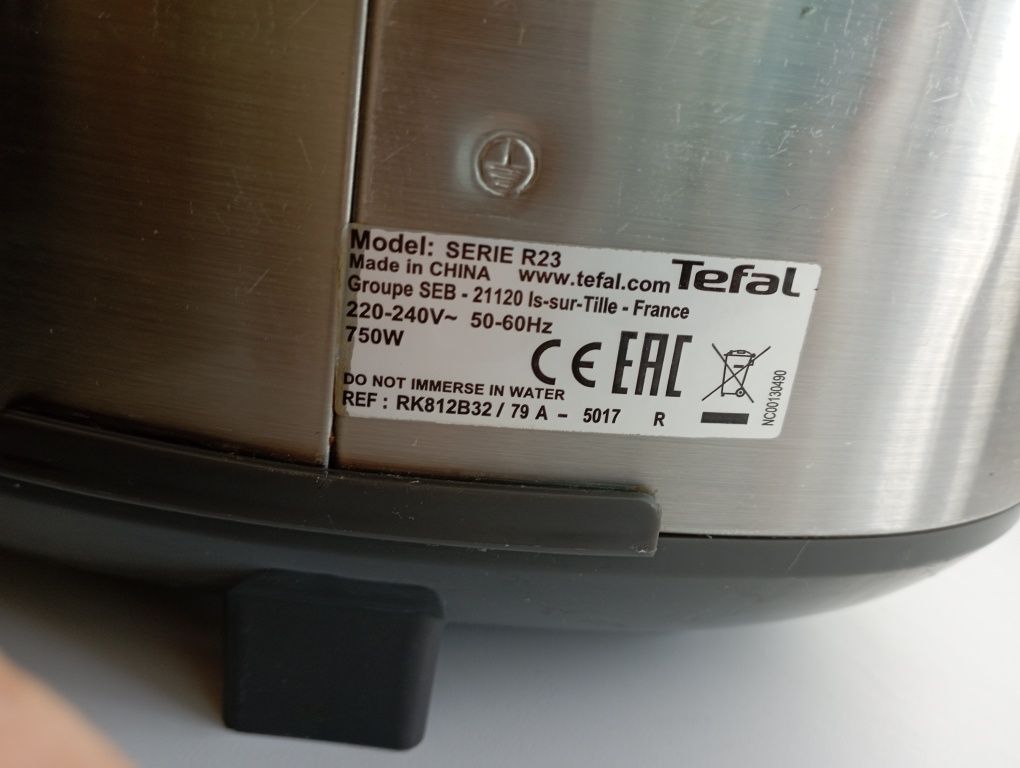 Model: SERIE R23
Made in CHINA www.tefal.com Tefal
Groupe SEB - 21120 Is-sur-Tille - France
220-240V~ 50-60Hz
750W
CE EAC
DO NOT IMMERSE IN WATER
REF : RK812B32 / 79 A - 5017 R
NC00130490